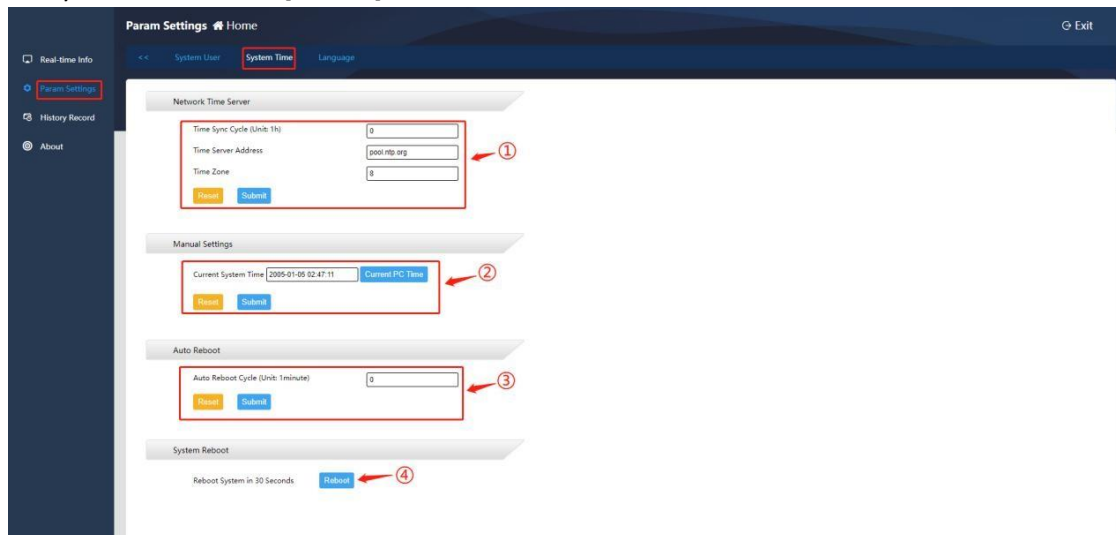 Param Settings Home
Exit
Real-time Info
Param Settings
History Record
About
<< System User System Time Language
Network Time Server
Time Sync Cycle (Unit: 1h) 0
Time Server Address pool.ntp.org
①
Time Zone 8
Reset Submit
Manual Settings
Current System Time 2005-01-05 02:47:11 Current PC Time
②
Reset Submit
Auto Reboot
Auto Reboot Cycle (Unit: 1minute) 0
③
Reset Submit
System Reboot
Reboot System in 30 Seconds Reboot
④